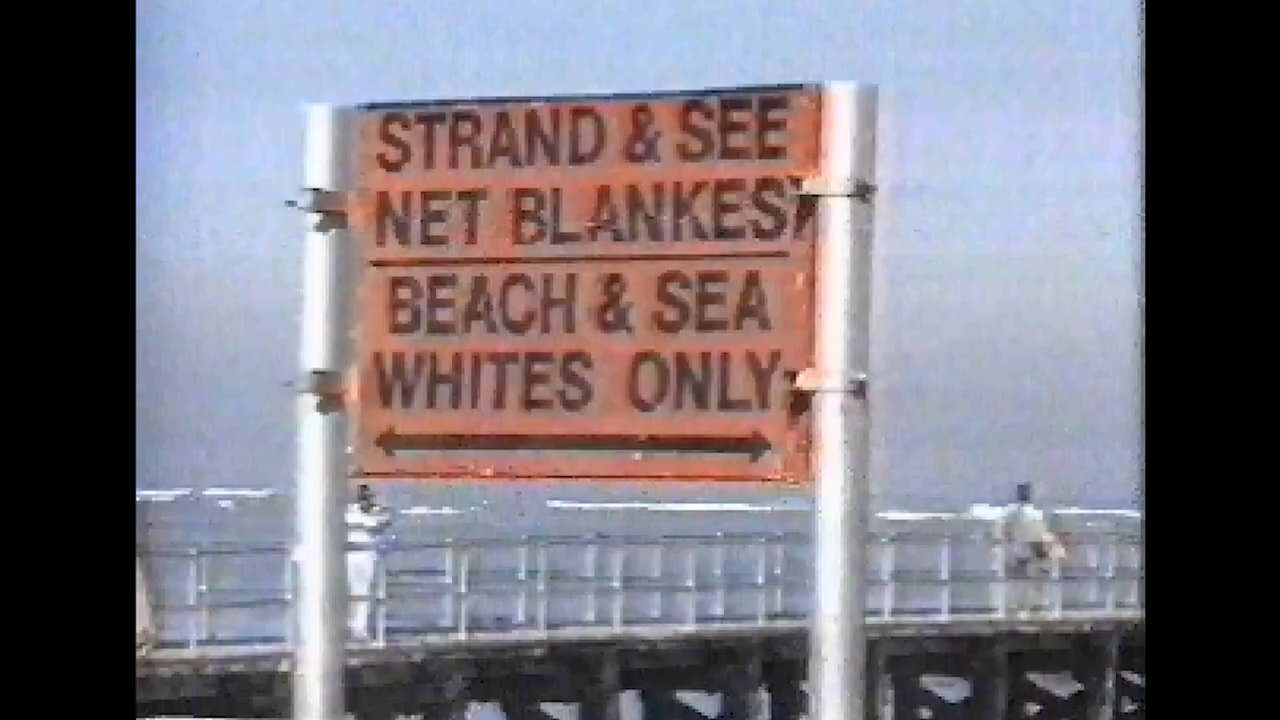 STRAND & SEE
NET BLANKES
BEACH & SEA
WHITES ONLY